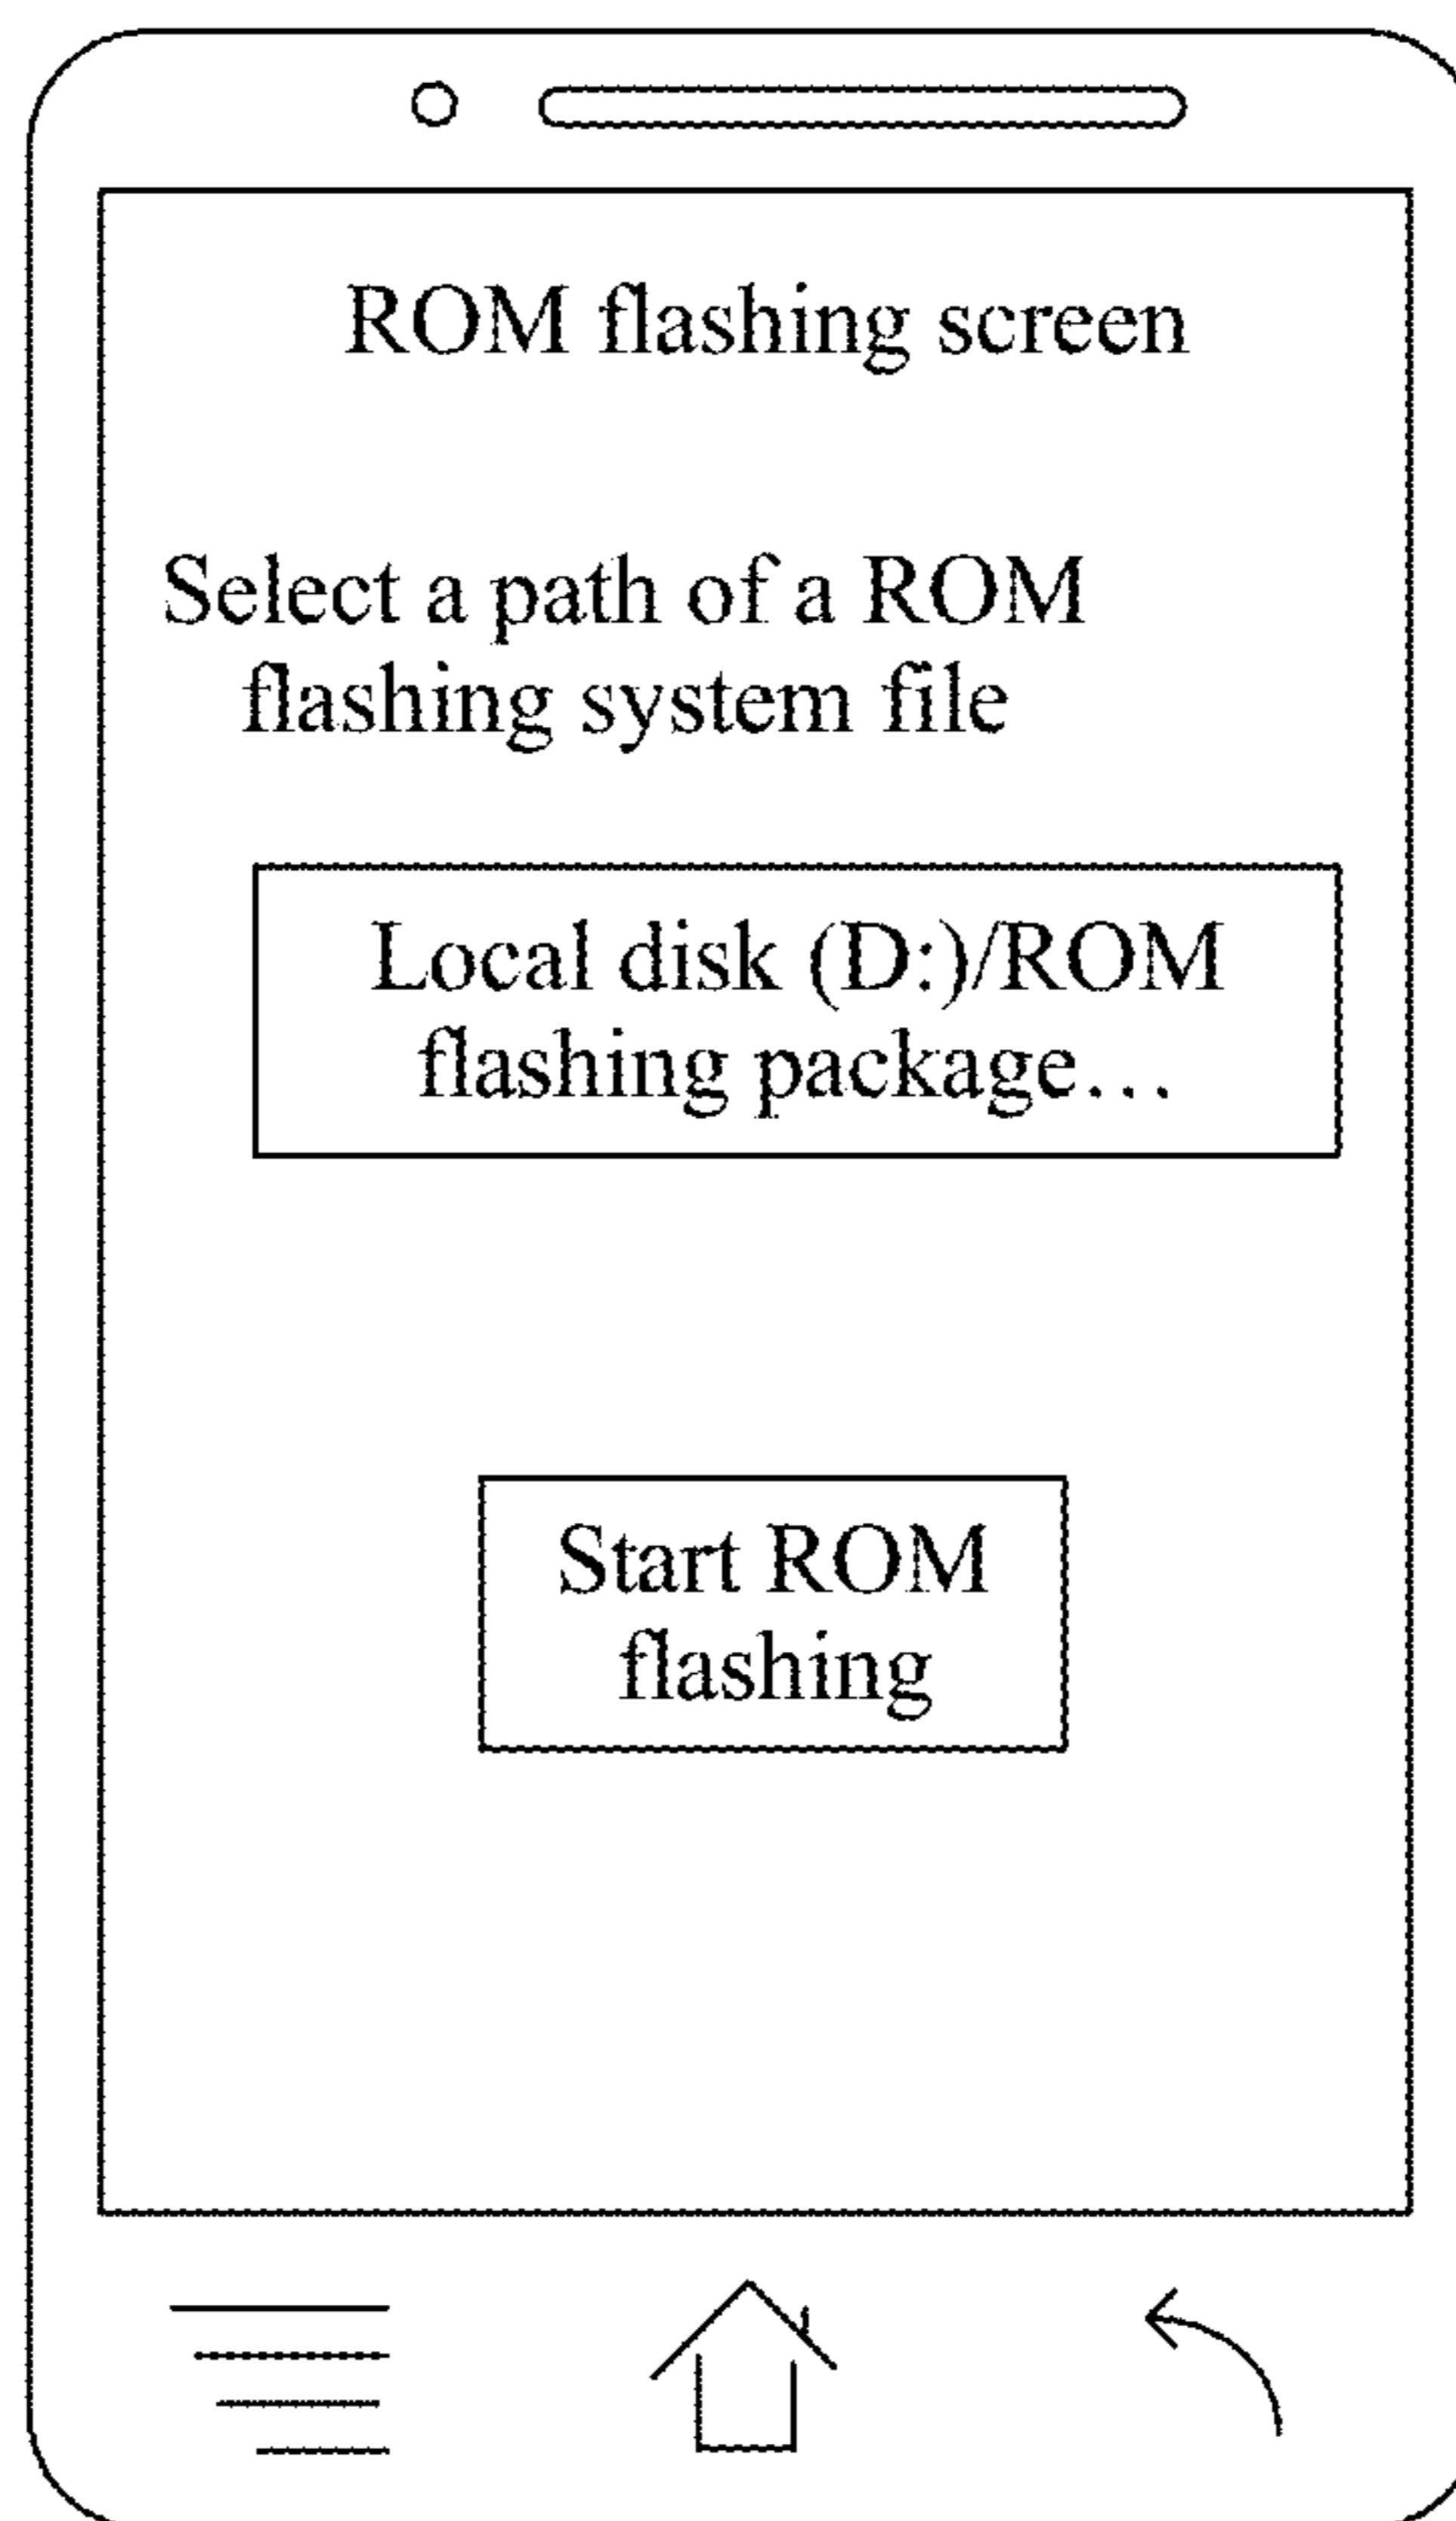 ROM flashing screen
Select a path of a ROM
flashing system file
Local disk (D:)/ROM
flashing package…
Start ROM
flashing